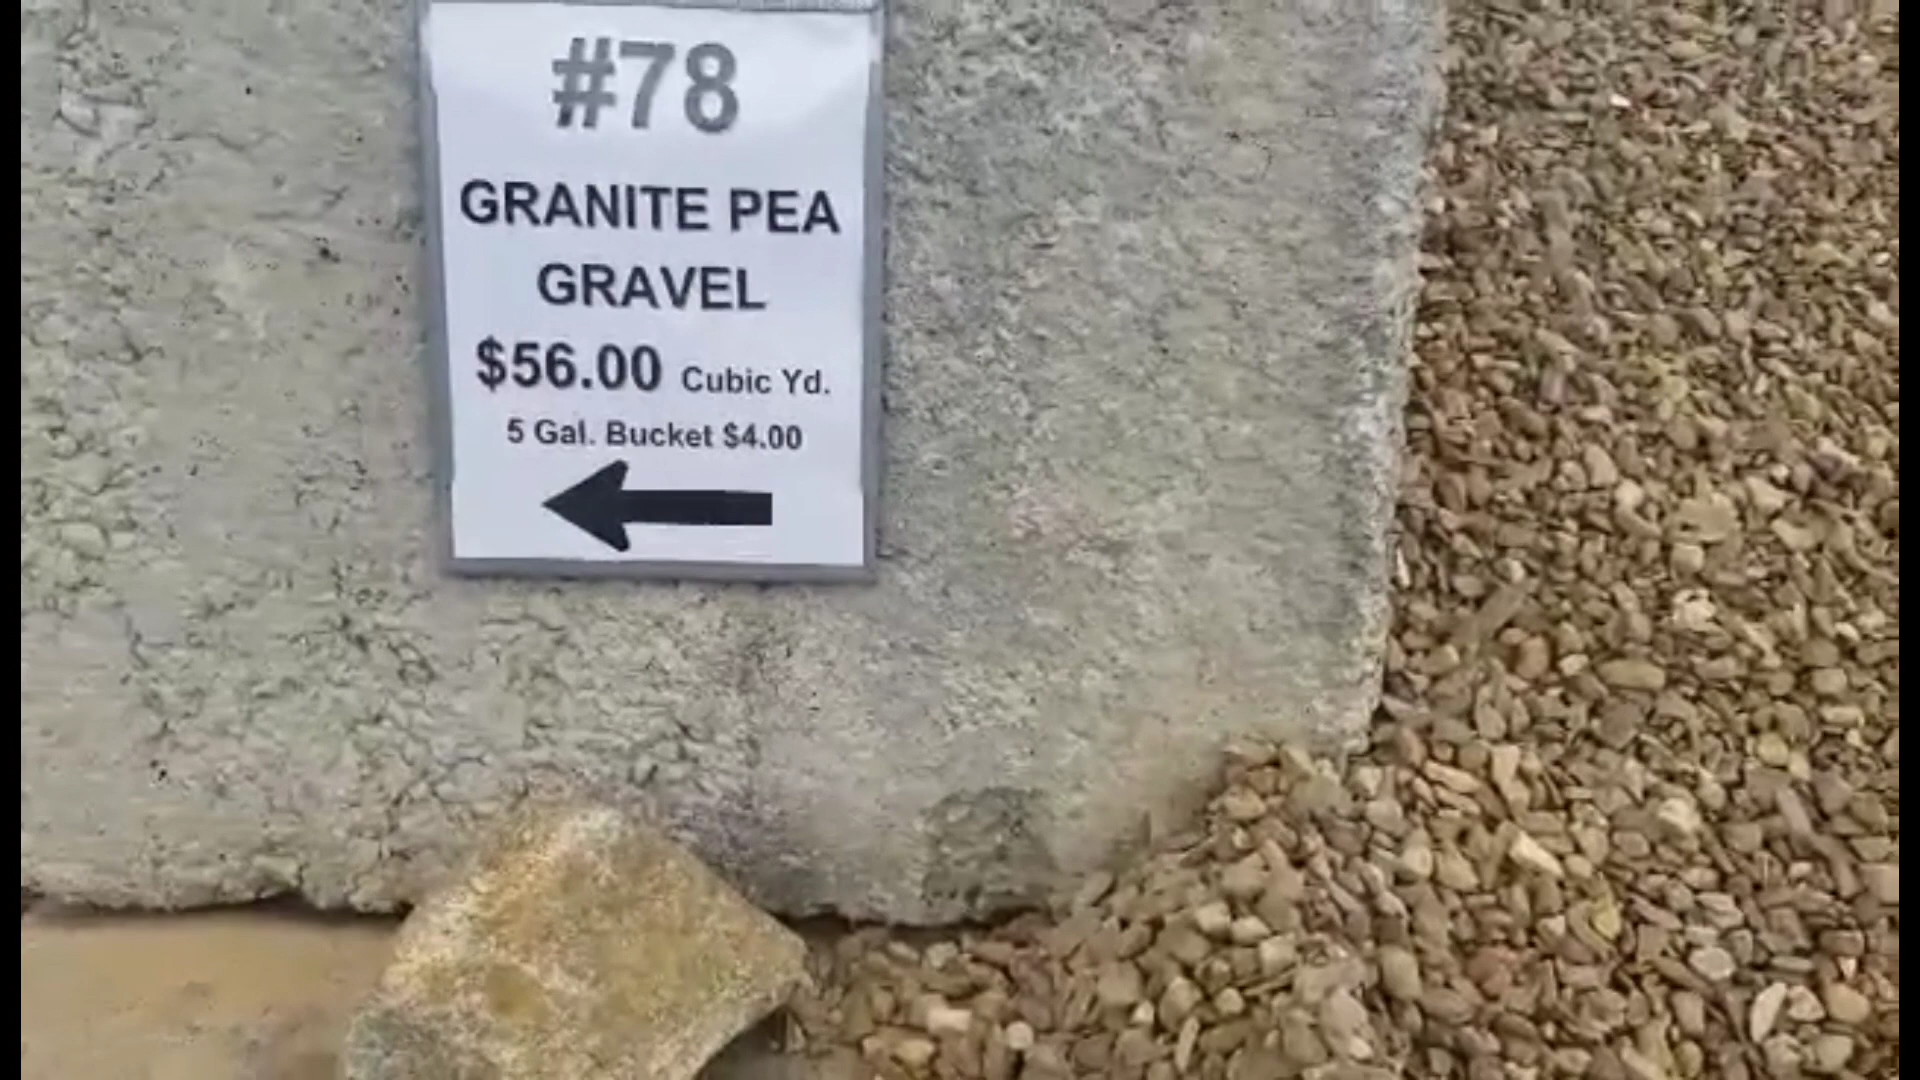 #78
GRANITE PEA
GRAVEL
$56.00 Cubic Yd.
5 Gal. Bucket $4.00